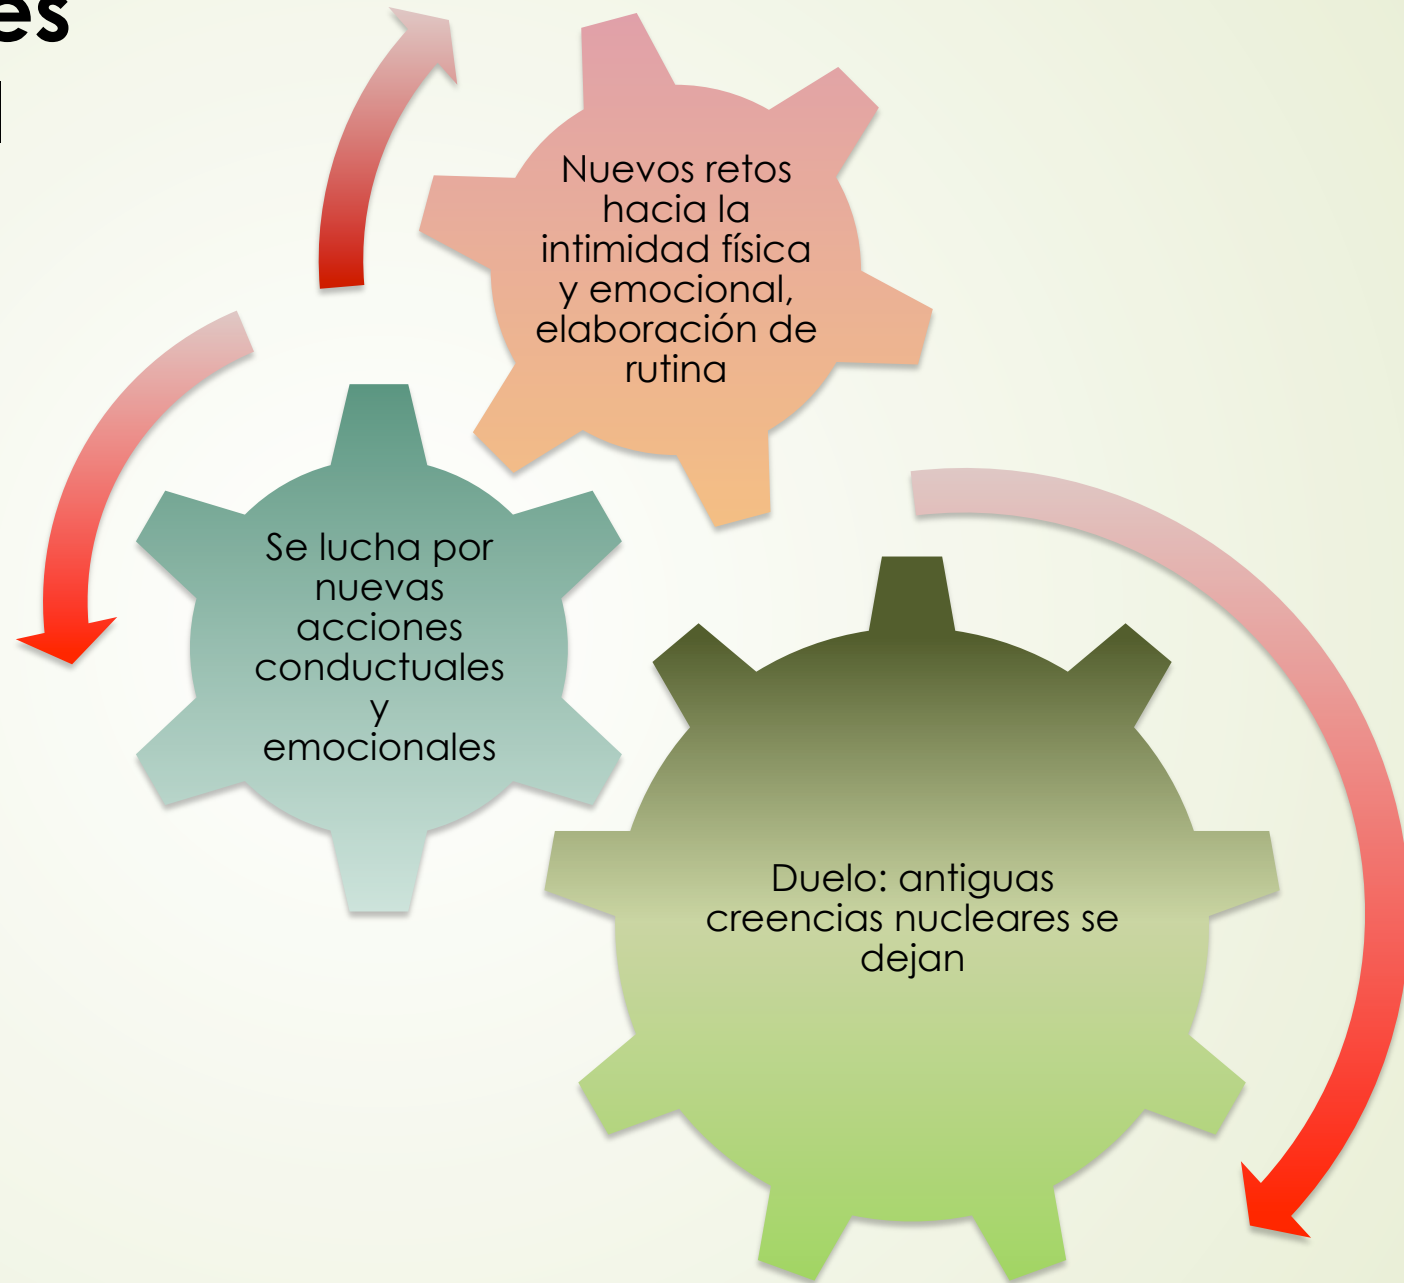 Nuevos retos
hacia la
intimidad física
y emocional,
elaboración de
rutina
Se lucha por
nuevas
acciones
conductuales
y
emocionales
Duelo: antiguas
creencias nucleares se
dejan